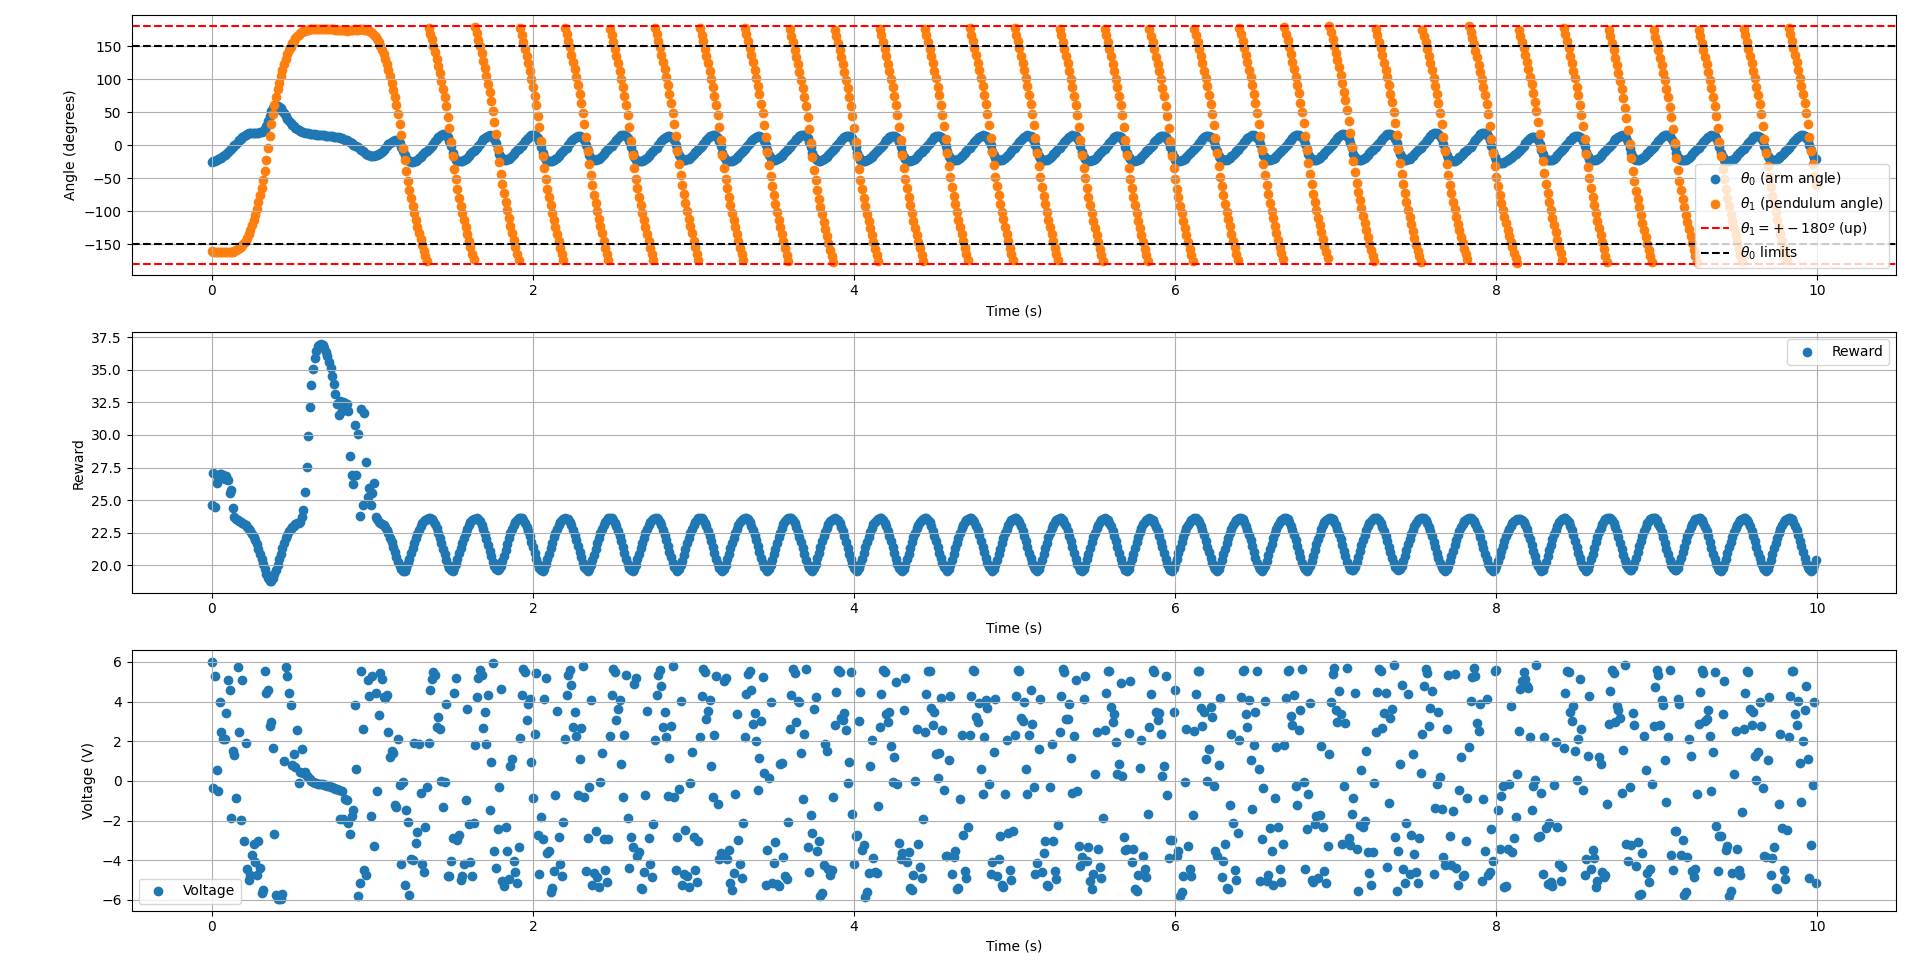 150
100
50
0
−50
−100
−150
Angle (degrees)
θ0 (arm angle)
θ1 (pendulum angle)
θ1 = + − 180º (up)
θ0 limits
0 2 4 6 8 10
Time (s)
37.5
35.0
32.5
30.0
27.5
25.0
22.5
20.0
Reward
Reward
0 2 4 6 8 10
Time (s)
6
4
2
0
−2
−4
−6
Voltage (V)
Voltage
0 2 4 6 8 10
Time (s)